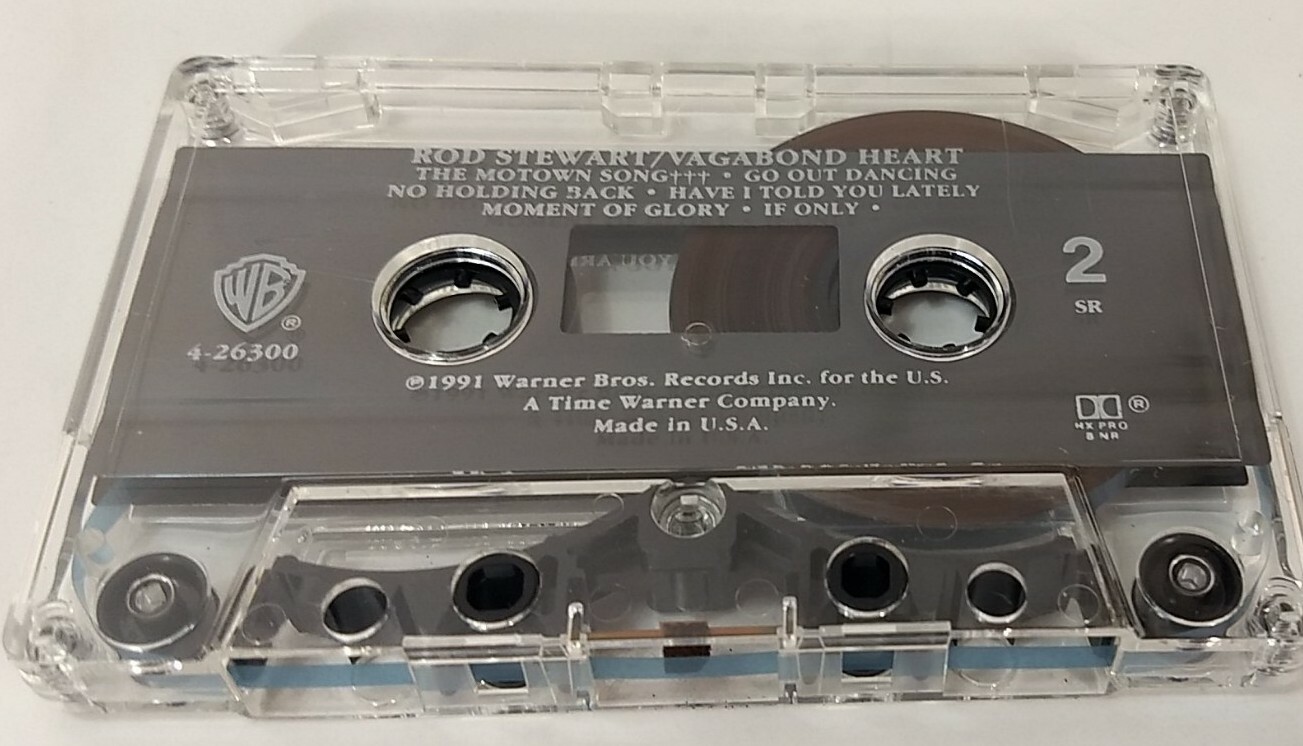 ROD STEWART/VAGABOND HEART
THE MOTOWN SONG††† • GO OUT DANCING
NO HOLDING BACK • HAVE I TOLD YOU LATELY
MOMENT OF GLORY • IF ONLY •
WB®
4-26300
2
SR
YOU ARE
℗1991 Warner Bros. Records Inc. for the U.S.
A Time Warner Company.
Made in U.S.A.
®
HX PRO
B NR